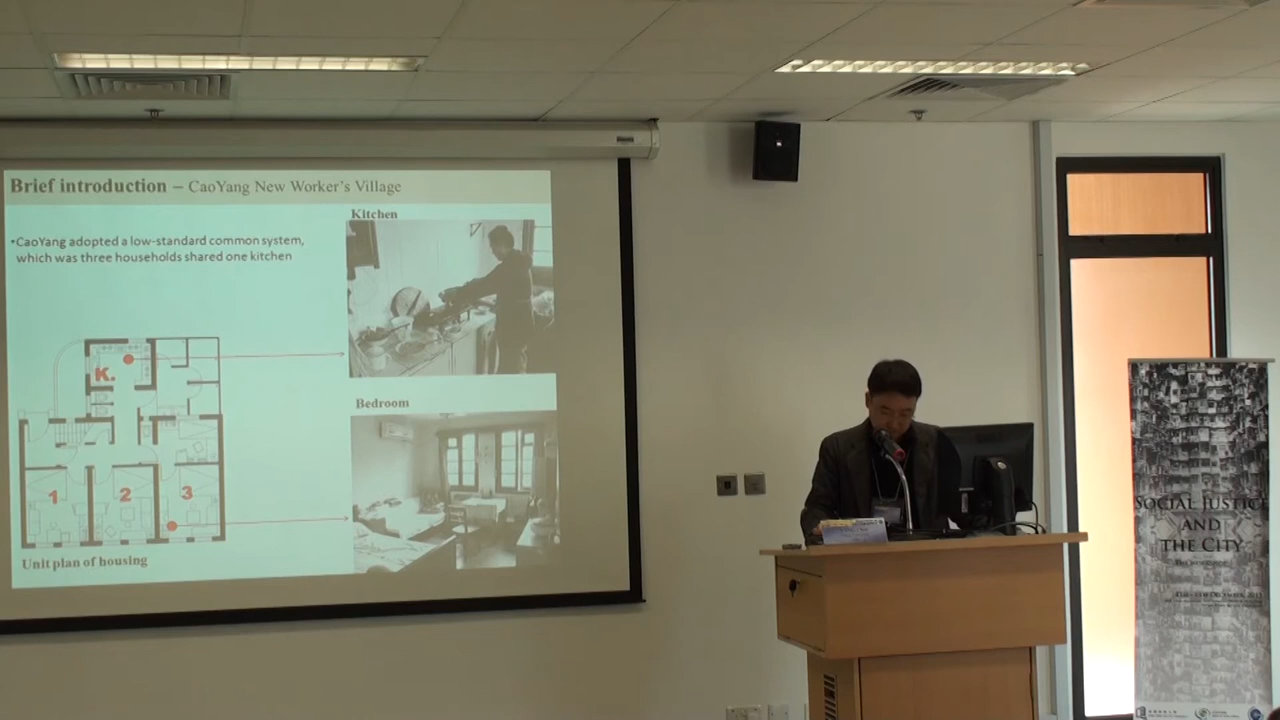 Brief introduction – CaoYang New Worker's Village
Kitchen
•CaoYang adopted a low-standard common system,
which was three households shared one kitchen
K.
Bedroom
1 2 3
Unit plan of housing
Social Justice
and
the City